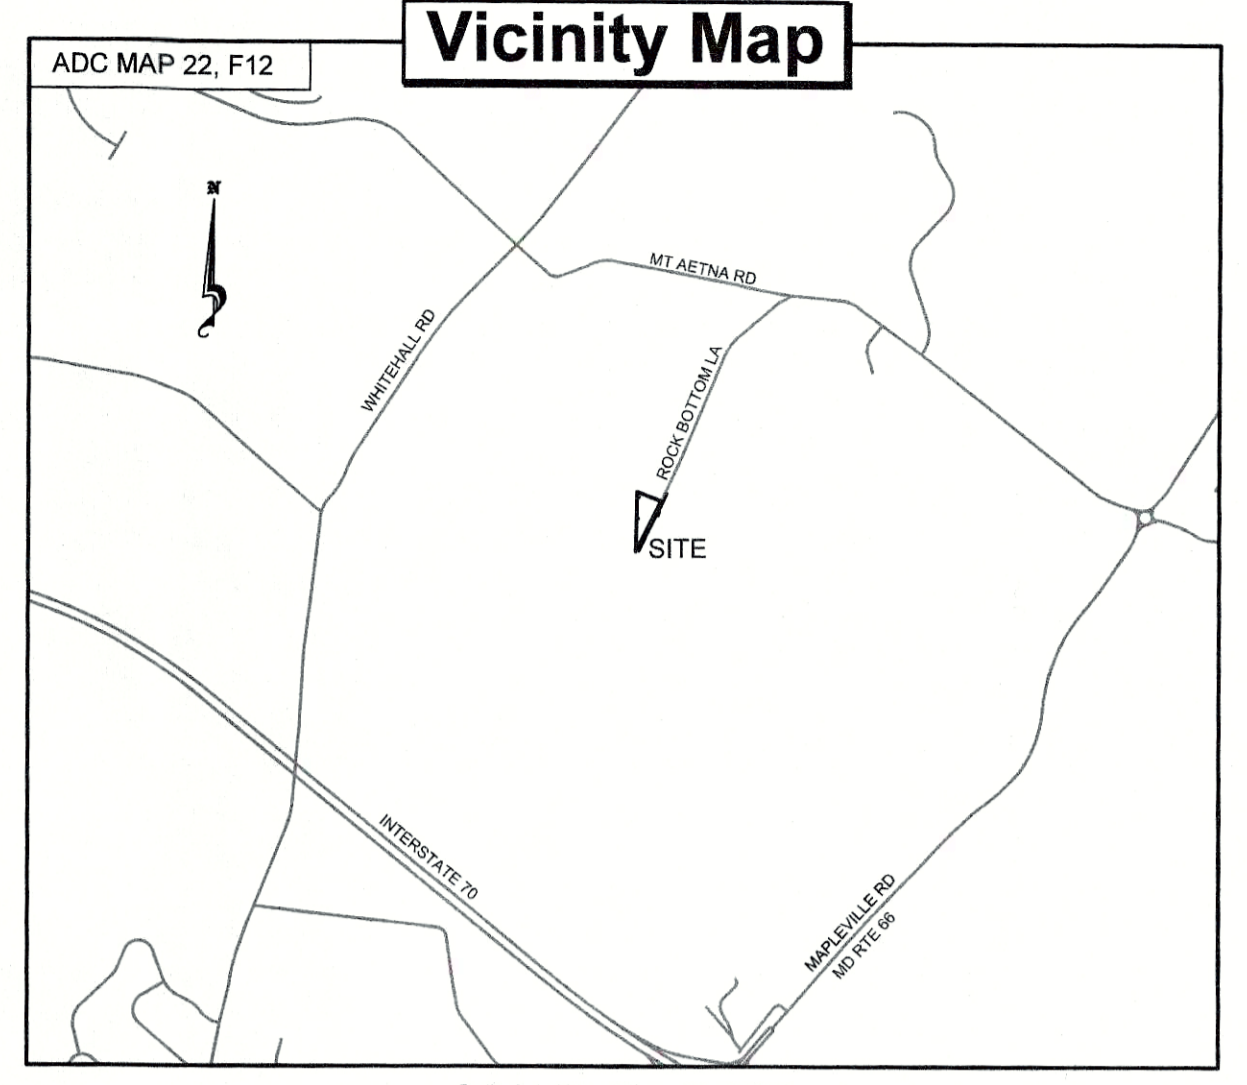 Vicinity Map
ADC MAP 22, F12
N
MT AETNA RD
WHITEHALL RD
ROCK BOTTOM LA
SITE
INTERSTATE 70
MAPLEVILLE RD
MD RTE 66